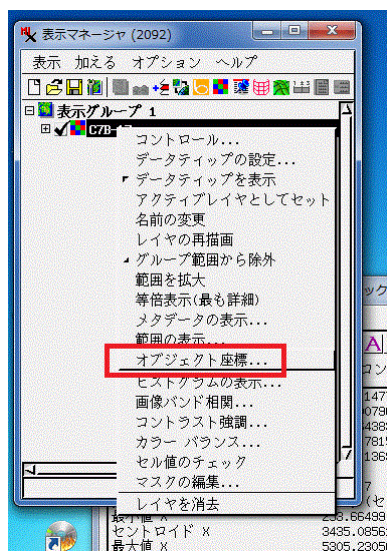 表示マネージャ (2092)
表示 加える オプション ヘルプ
表示グループ 1
コントロール...
データティップの設定...
データティップを表示
アクティブレイヤとしてセット
名前の変更
レイヤの再描画
グループ範囲から除外
範囲を拡大
等倍表示(最も詳細)
メタデータの表示...
範囲の表示...
オブジェクト座標...
ヒストグラムの表示...
画像バンド相関...
コントラスト強調...
カラー バランス...
セル値のチェック
マスクの編集...
レイヤを消去
最小値 X 233.66499
セントロイド X 3435.0856
最大値 X 5305.2905